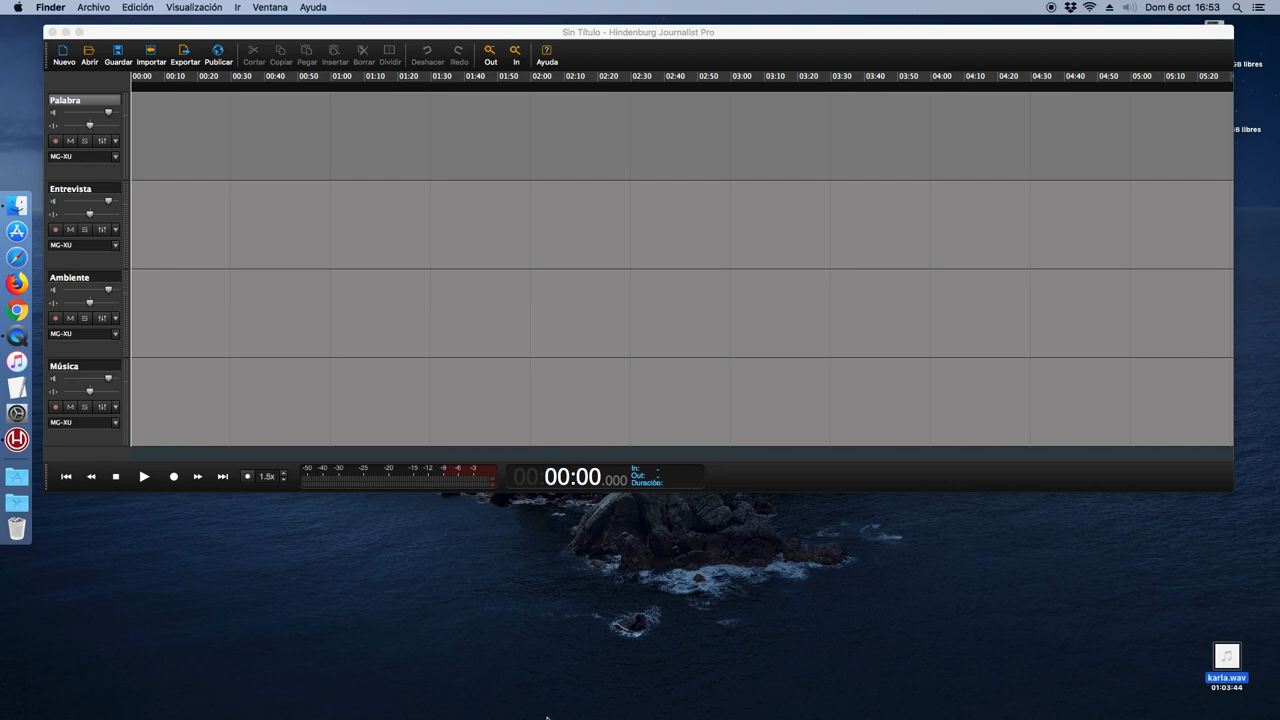 Finder Archivo Edición Visualización Ir Ventana Ayuda Dom 6 oct 16:53
Sin Título - Hindenburg Journalist Pro
Nuevo Abrir Guardar Importar Exportar Publicar Cortar Copiar Pegar Insertar Borrar Dividir Deshacer Redo Out In Ayuda
GB libres
00:00 00:10 00:20 00:30 00:40 00:50 01:00 01:10 01:20 01:30 01:40 01:50 02:00 02:10 02:20 02:30 02:40 02:50 03:00 03:10 03:20 03:30 03:40 03:50 04:00 04:10 04:20 04:30 04:40 04:50 05:00 05:10 05:20
Palabra
GB libres
M S
MG-XU
Entrevista
M S
MG-XU
Ambiente
M S
MG-XU
Música
M S
MG-XU
-50 -40 -30 -25 -20 -15 -12 -9 -6 -3
1.5x
00:00:00.000
In: -
Out: -
Duración:
karla.wav
01:03:44